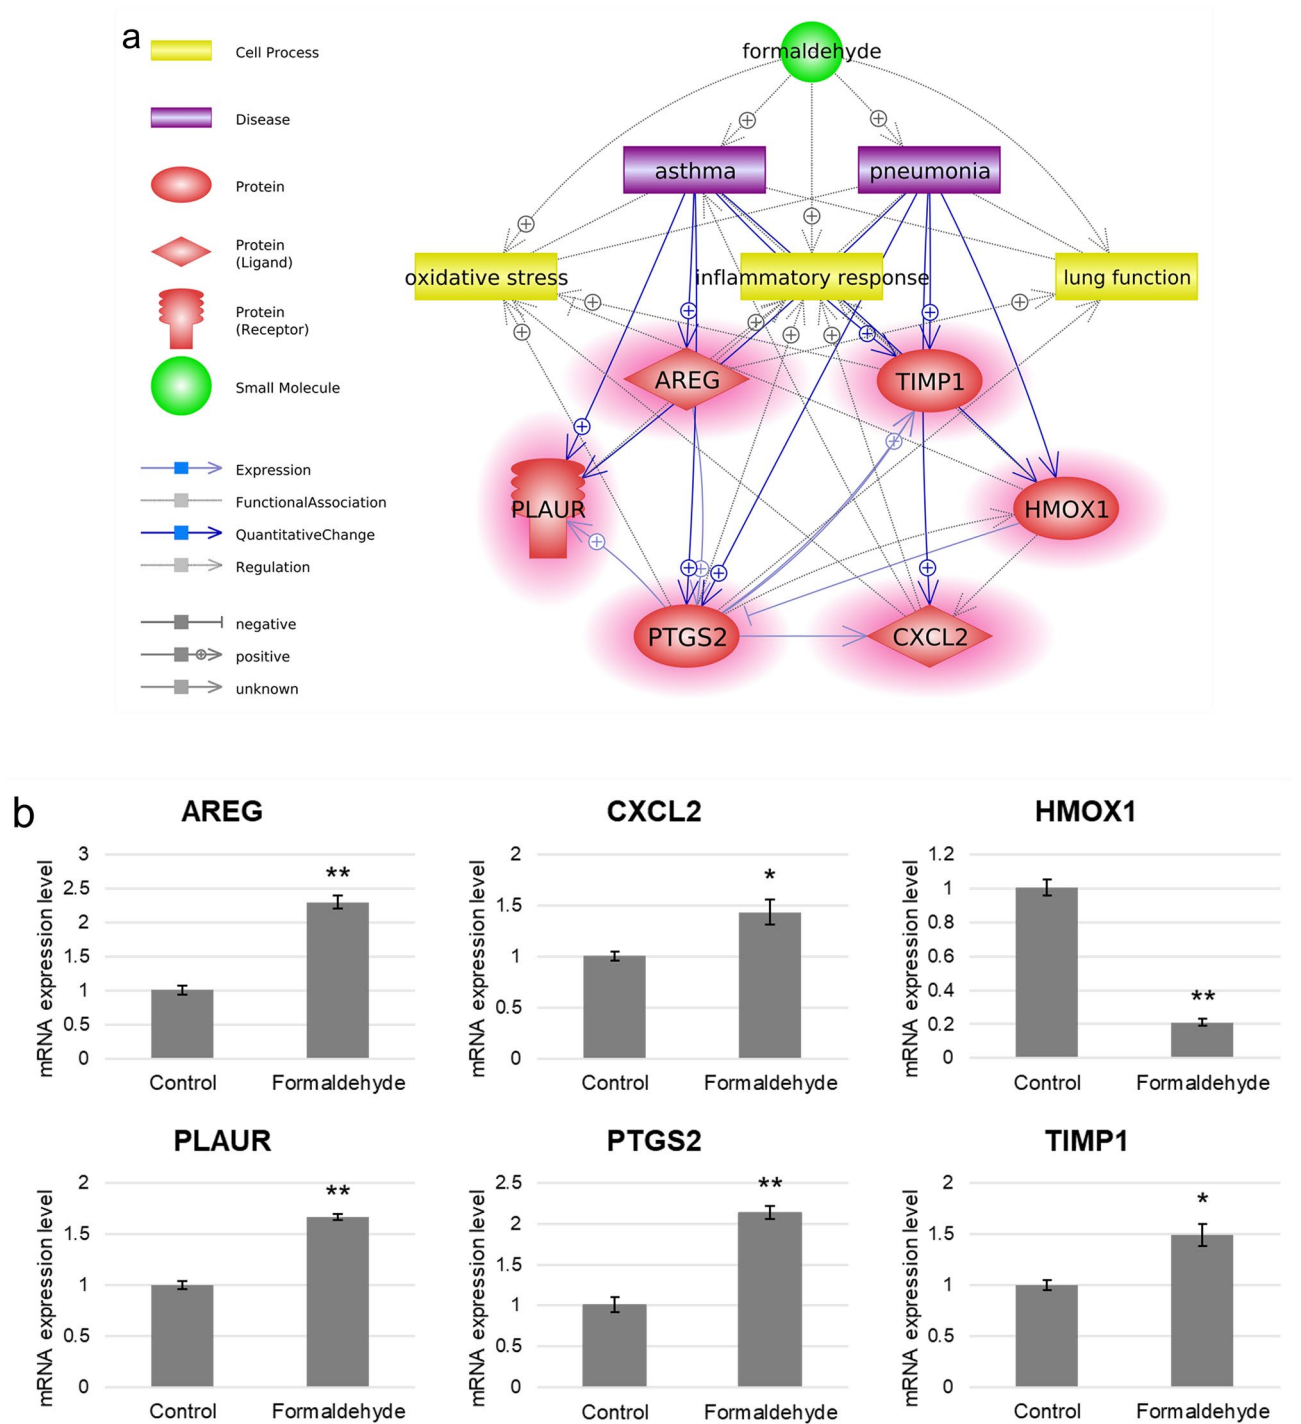 a
Cell Process
Disease
Protein
Protein
(Ligand)
Protein
(Receptor)
Small Molecule
Expression
FunctionalAssociation
QuantitativeChange
Regulation
negative
positive
unknown
formaldehyde
asthma
pneumonia
oxidative stress
inflammatory response
lung function
AREG
TIMP1
PLAUR
HMOX1
PTGS2
CXCL2
b
AREG
mRNA expression level
3
2.5
2
1.5
1
0.5
0
**
Control
Formaldehyde
CXCL2
mRNA expression level
2
1.5
1
0.5
0
*
Control
Formaldehyde
HMOX1
mRNA expression level
1.2
1
0.8
0.6
0.4
0.2
0
**
Control
Formaldehyde
PLAUR
mRNA expression level
2
1.5
1
0.5
0
**
Control
Formaldehyde
PTGS2
mRNA expression level
2.5
2
1.5
1
0.5
0
**
Control
Formaldehyde
TIMP1
mRNA expression level
2
1.5
1
0.5
0
*
Control
Formaldehyde